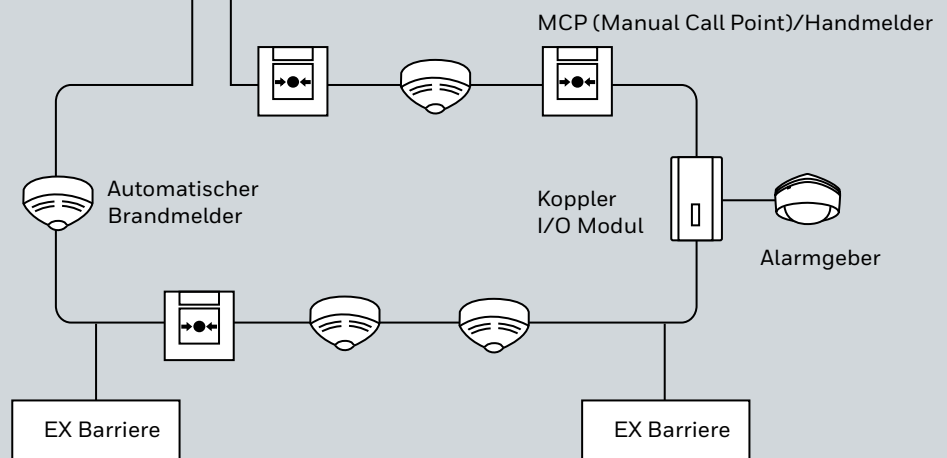 MCP (Manual Call Point)/Handmelder
Automatischer
Brandmelder
Koppler
I/O Modul
Alarmgeber
EX Barriere
EX Barriere